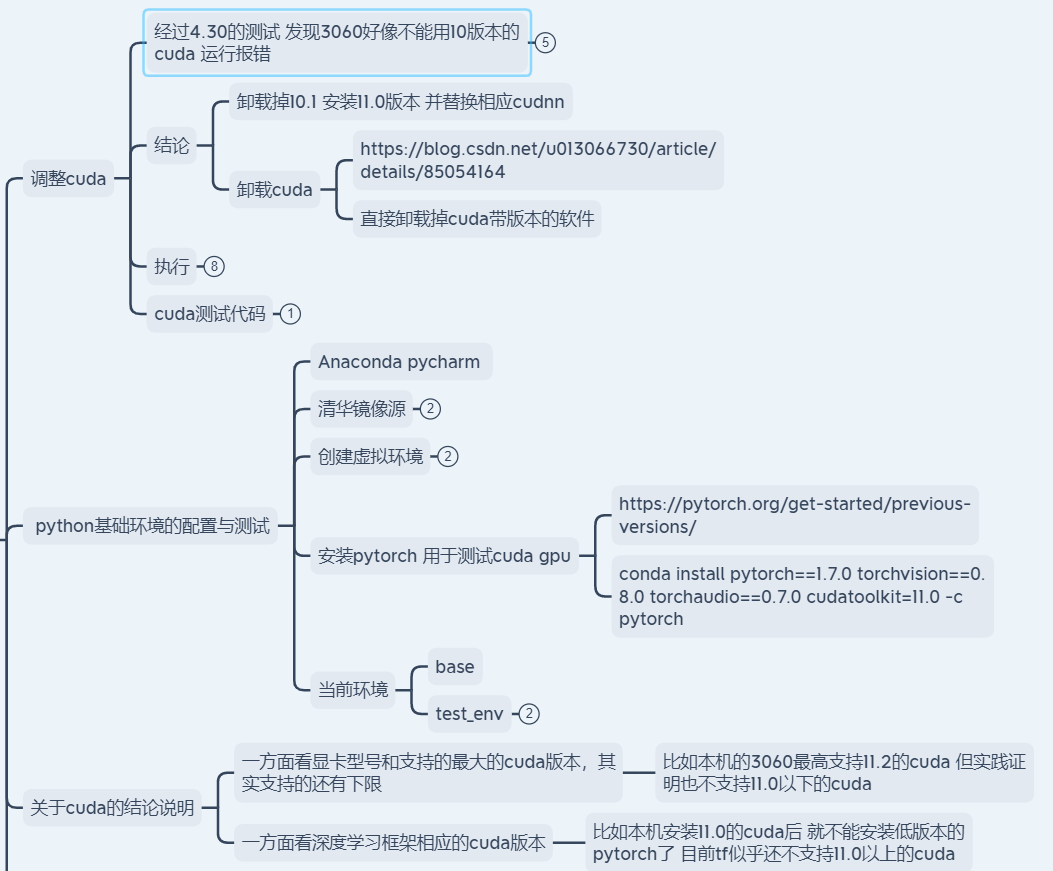 经过4.30的测试 发现3060好像不能用10版本的
cuda 运行报错
5
卸载掉10.1 安装11.0版本 并替换相应cudnn
结论
https://blog.csdn.net/u013066730/article/
details/85054164
卸载cuda
直接卸载掉cuda带版本的软件
调整cuda
执行
8
cuda测试代码
1
Anaconda pycharm
清华镜像源
2
创建虚拟环境
2
python基础环境的配置与测试
https://pytorch.org/get-started/previous-
versions/
安装pytorch 用于测试cuda gpu
conda install pytorch==1.7.0 torchvision==0.
8.0 torchaudio==0.7.0 cudatoolkit=11.0 -c
pytorch
当前环境
base
test_env
2
一方面看显卡型号和支持的最大的cuda版本，其
实支持的还有下限
比如本机的3060最高支持11.2的cuda 但实践证
明也不支持11.0以下的cuda
关于cuda的结论说明
一方面看深度学习框架相应的cuda版本
比如本机安装11.0的cuda后 就不能安装低版本的
pytorch了 目前tf似乎还不支持11.0以上的cuda